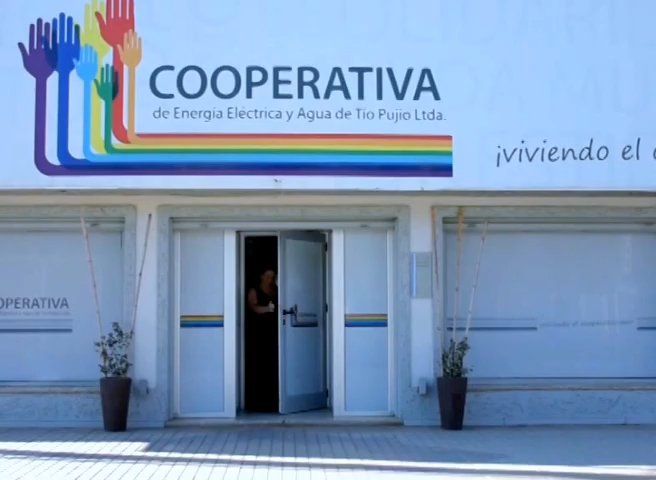 COOPERATIVA
de Energía Eléctrica y Agua de Tío Pujio Ltda.
¡viviendo el
OPERATIVA